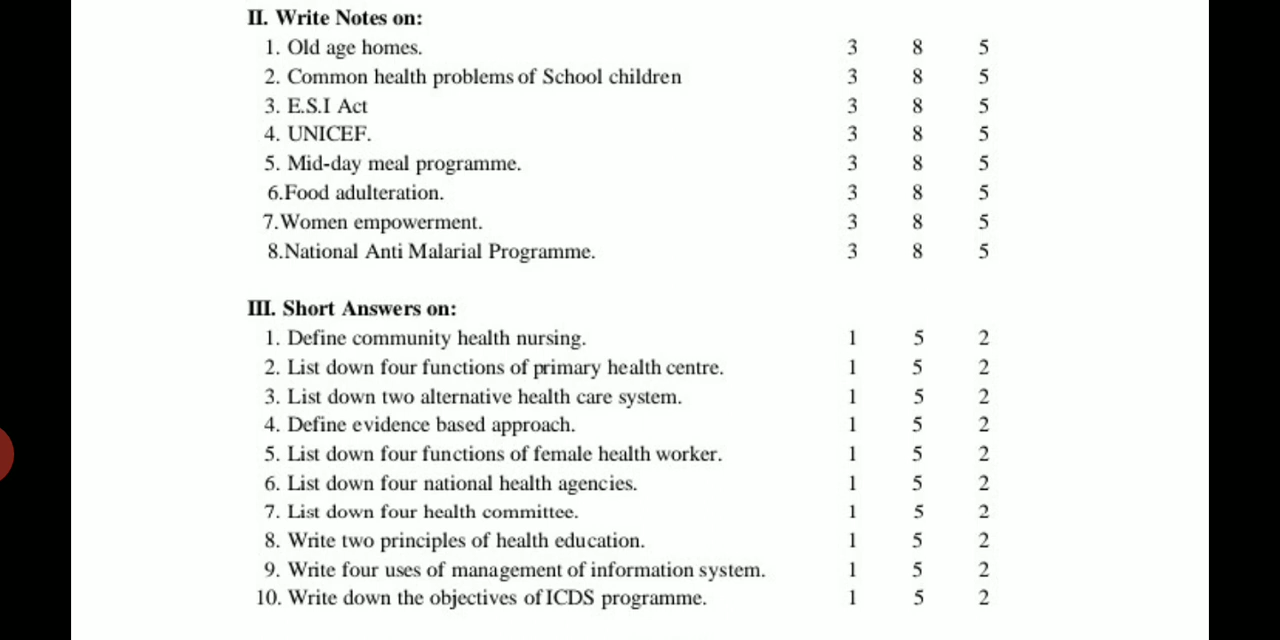 II. Write Notes on:
1. Old age homes. 3 8 5
2. Common health problems of School children 3 8 5
3. E.S.I Act 3 8 5
4. UNICEF. 3 8 5
5. Mid-day meal programme. 3 8 5
6.Food adulteration. 3 8 5
7.Women empowerment. 3 8 5
8.National Anti Malarial Programme. 3 8 5
III. Short Answers on:
1. Define community health nursing. 1 5 2
2. List down four functions of primary health centre. 1 5 2
3. List down two alternative health care system. 1 5 2
4. Define evidence based approach. 1 5 2
5. List down four functions of female health worker. 1 5 2
6. List down four national health agencies. 1 5 2
7. List down four health committee. 1 5 2
8. Write two principles of health education. 1 5 2
9. Write four uses of management of information system. 1 5 2
10. Write down the objectives of ICDS programme. 1 5 2